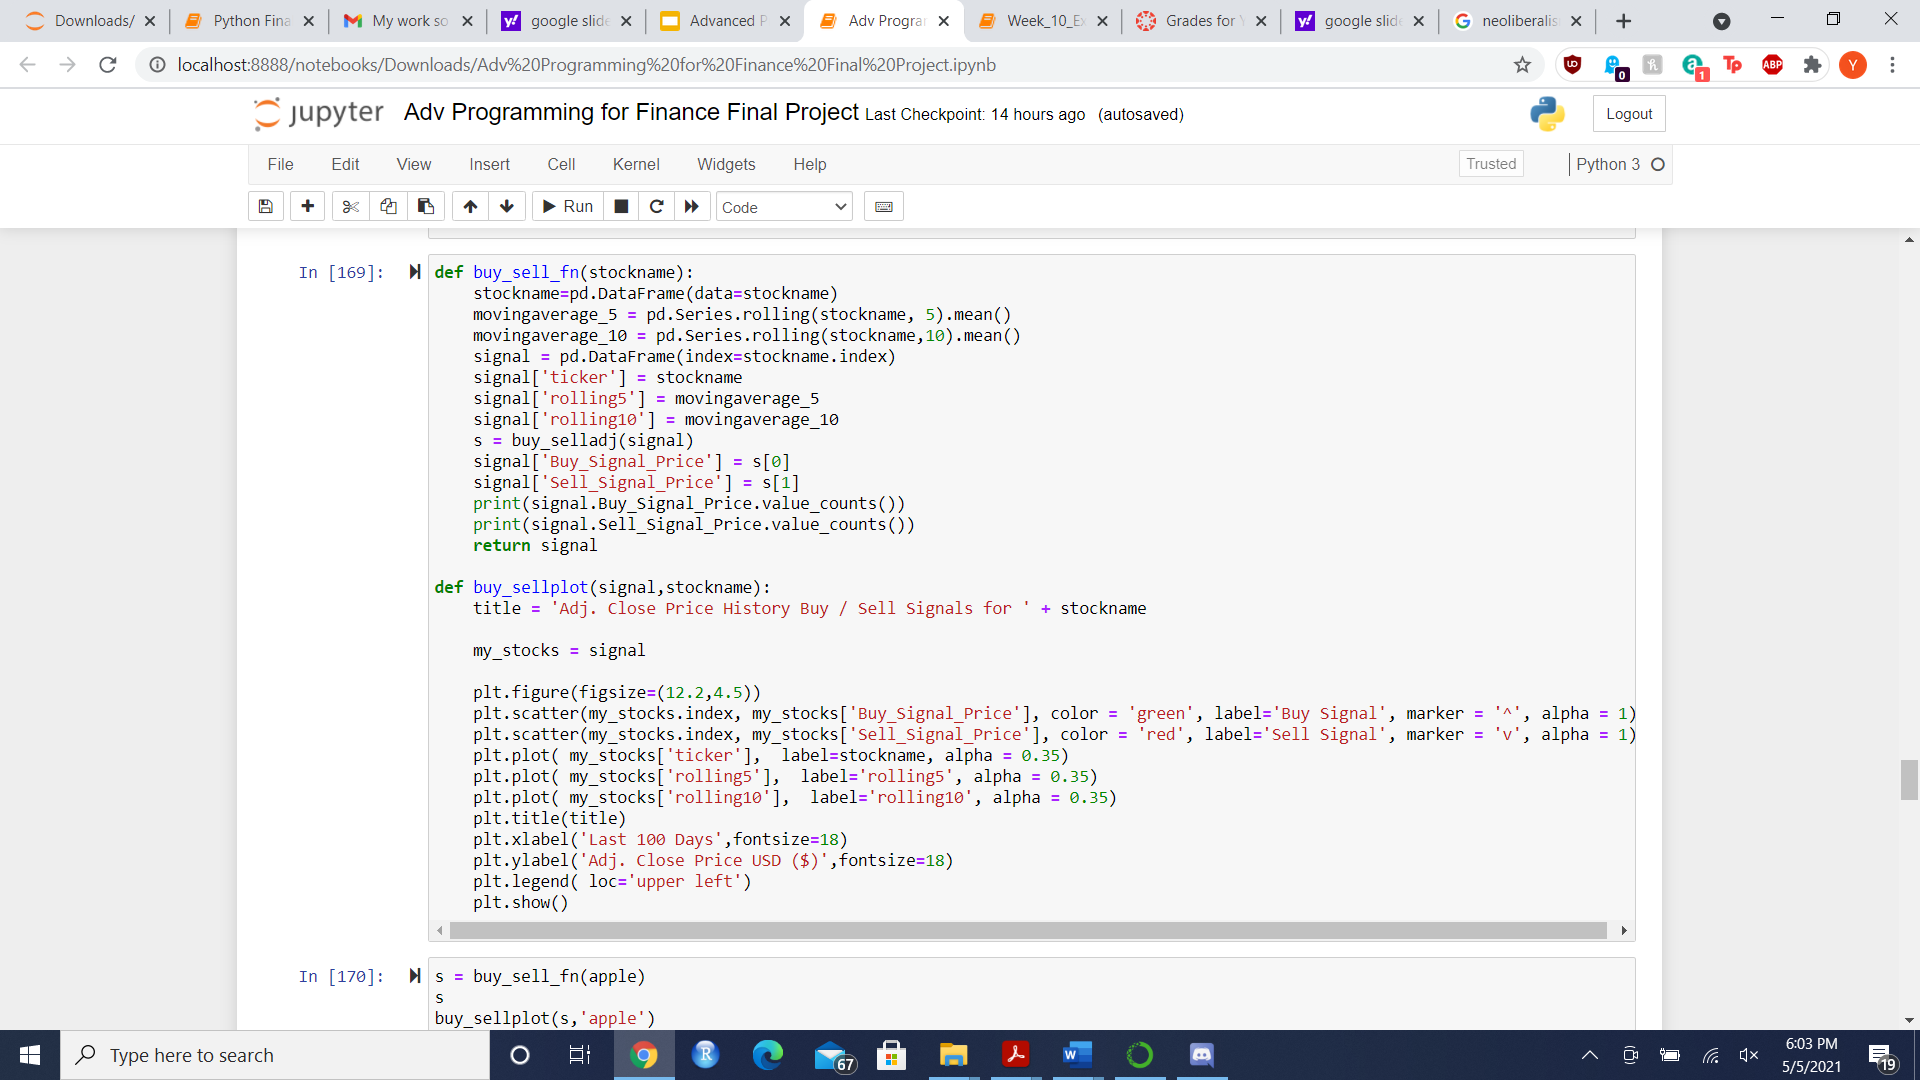 Downloads/
Python Fina
My work so
google slide
Advanced P
Adv Program
Week_10_Ex
Grades for Y
google slide
neoliberalis
localhost:8888/notebooks/Downloads/Adv%20Programming%20for%20Finance%20Final%20Project.ipynb
0
1
Tp
ABP
Y
jupyter Adv Programming for Finance Final Project Last Checkpoint: 14 hours ago (autosaved)
Logout
File Edit View Insert Cell Kernel Widgets Help
Trusted
Python 3
Run
Code
In [169]:
def buy_sell_fn(stockname):
    stockname=pd.DataFrame(data=stockname)
    movingaverage_5 = pd.Series.rolling(stockname, 5).mean()
    movingaverage_10 = pd.Series.rolling(stockname,10).mean()
    signal = pd.DataFrame(index=stockname.index)
    signal['ticker'] = stockname
    signal['rolling5'] = movingaverage_5
    signal['rolling10'] = movingaverage_10
    s = buy_selladj(signal)
    signal['Buy_Signal_Price'] = s[0]
    signal['Sell_Signal_Price'] = s[1]
    print(signal.Buy_Signal_Price.value_counts())
    print(signal.Sell_Signal_Price.value_counts())
    return signal
def buy_sellplot(signal,stockname):
    title = 'Adj. Close Price History Buy / Sell Signals for ' + stockname
    my_stocks = signal
    plt.figure(figsize=(12.2,4.5))
    plt.scatter(my_stocks.index, my_stocks['Buy_Signal_Price'], color = 'green', label='Buy Signal', marker = '^', alpha = 1)
    plt.scatter(my_stocks.index, my_stocks['Sell_Signal_Price'], color = 'red', label='Sell Signal', marker = 'v', alpha = 1)
    plt.plot( my_stocks['ticker'],  label=stockname, alpha = 0.35)
    plt.plot( my_stocks['rolling5'],  label='rolling5', alpha = 0.35)
    plt.plot( my_stocks['rolling10'],  label='rolling10', alpha = 0.35)
    plt.title(title)
    plt.xlabel('Last 100 Days',fontsize=18)
    plt.ylabel('Adj. Close Price USD ($)',fontsize=18)
    plt.legend( loc='upper left')
    plt.show()
In [170]:
s = buy_sell_fn(apple)
s
buy_sellplot(s,'apple')
Type here to search
R
67
W
6:03 PM
5/5/2021
19